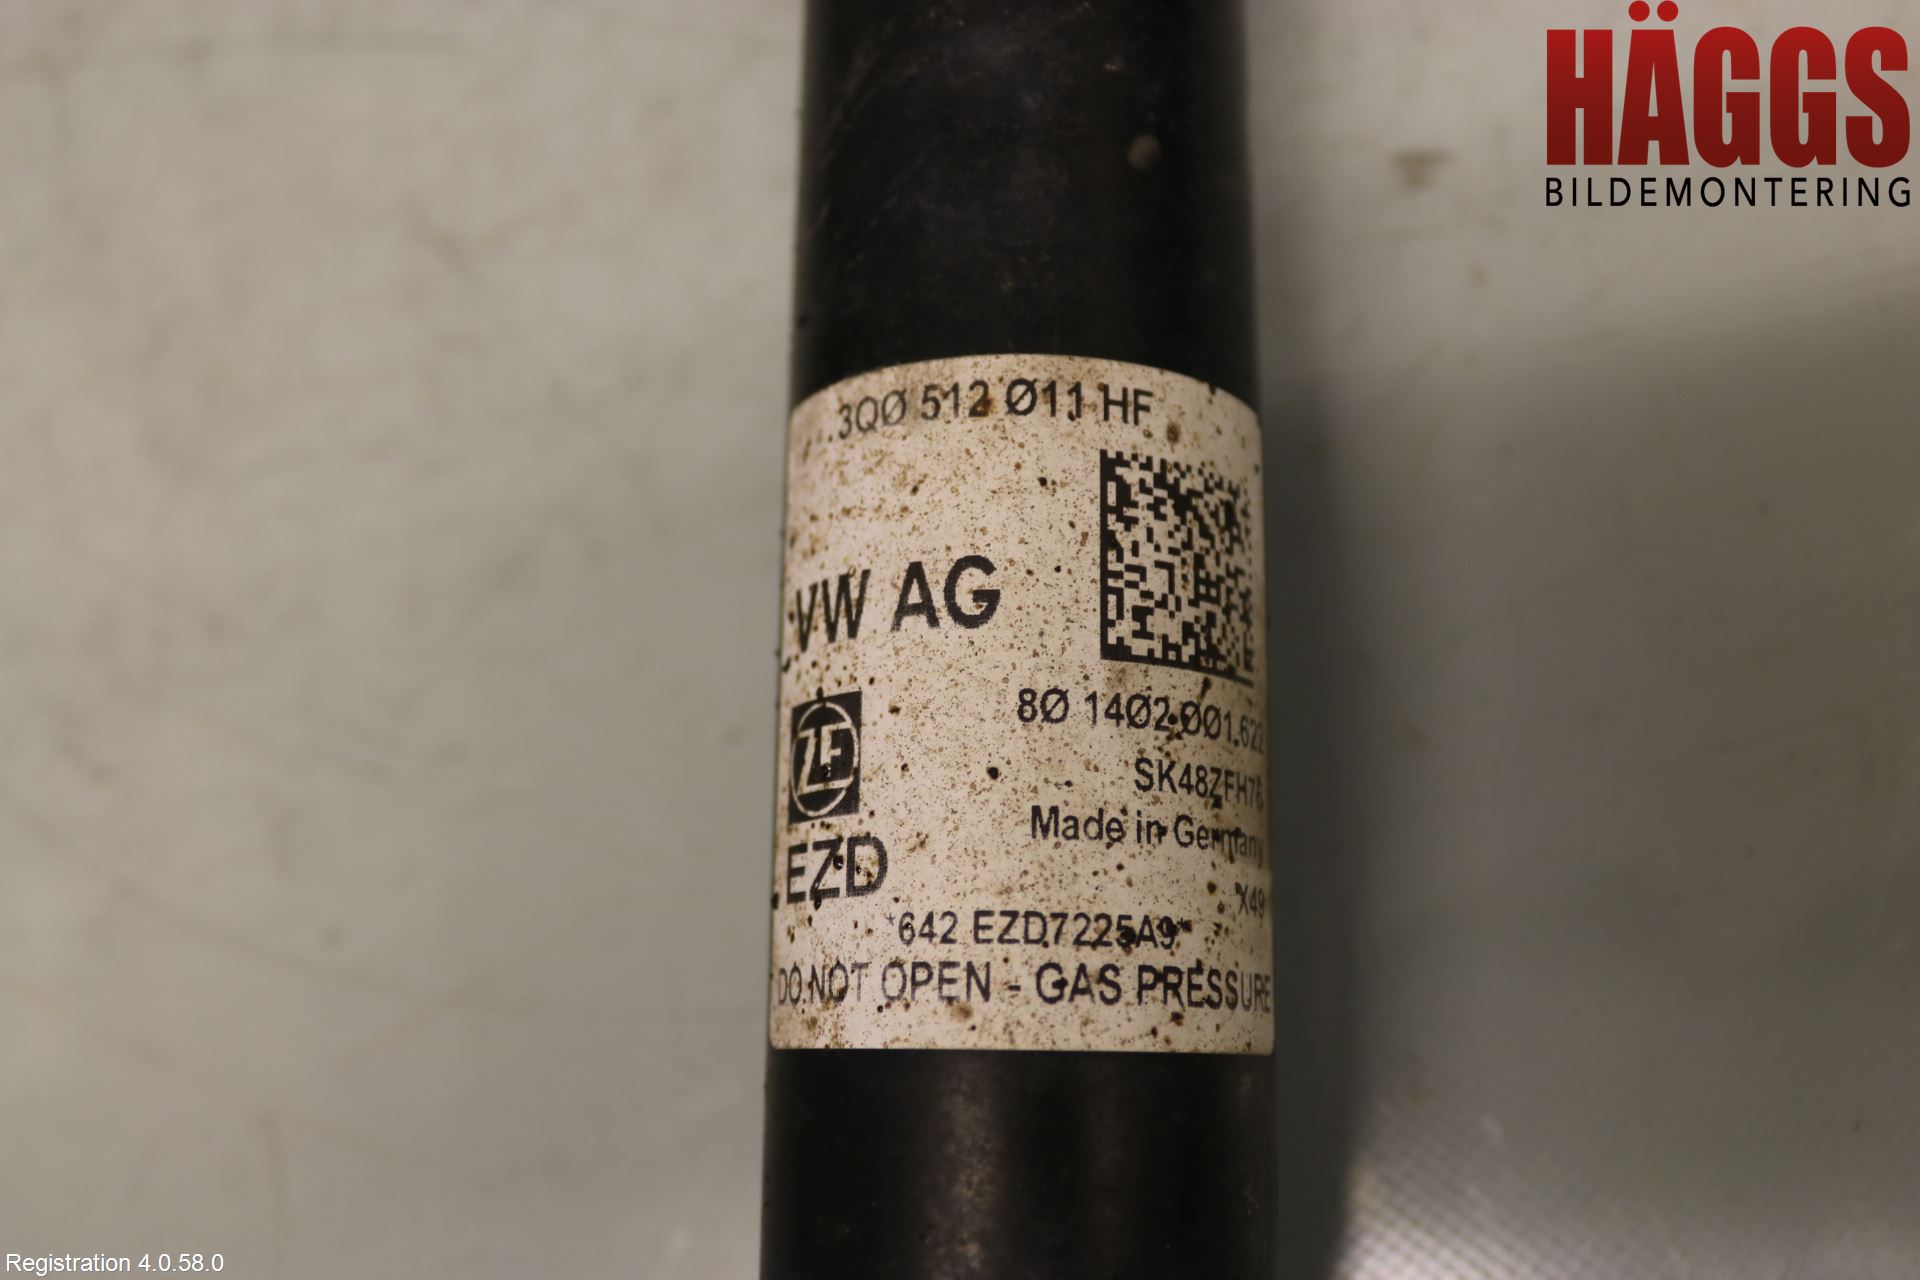 HÄGGS
BILDEMONTERING
3QØ 512 Ø11 HF
VW AG
8Ø 14Ø2 ØØ1.622
ZF
SK48ZFH76
Made in Germany
EZD
X49
*642 EZD7225A9*
DO NOT OPEN - GAS PRESSURE
Registration 4.0.58.0